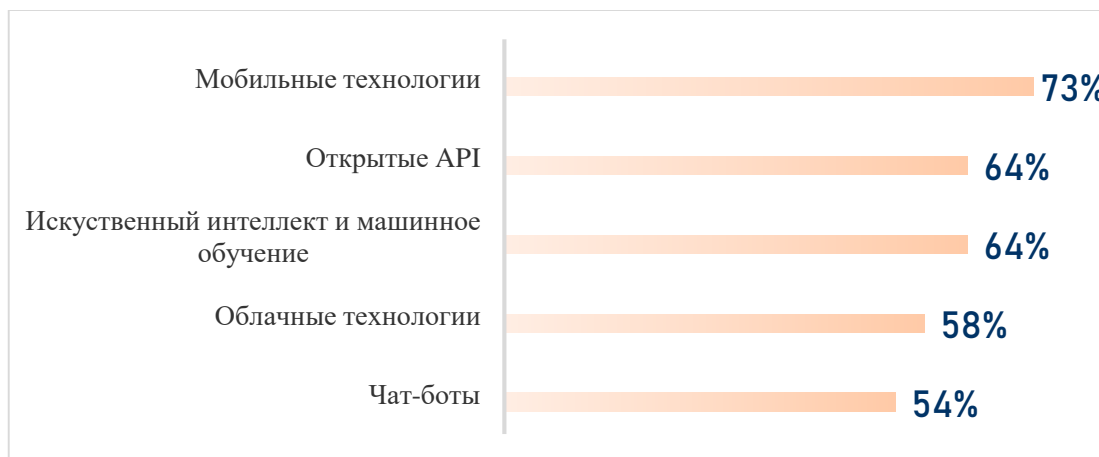 Мобильные технологии
73%
Открытые API
64%
Искуственный интеллект и машинное
обучение
64%
Облачные технологии
58%
Чат-боты
54%